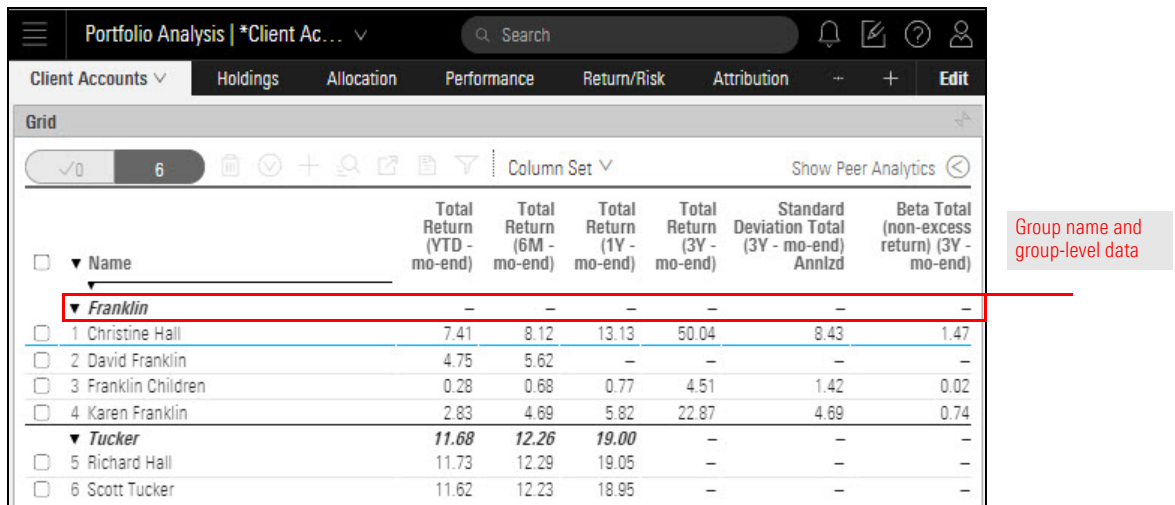 Portfolio Analysis | *Client Ac... Search
Client Accounts Holdings Allocation Performance Return/Risk Attribution ··· + Edit
Grid
0 6 Column Set Show Peer Analytics
Total Total Total Total Standard Beta Total
Return Return Return Return Deviation Total (non-excess
(YTD - (6M - (1Y - (3Y - (3Y - mo-end) return) (3Y -
Name mo-end) mo-end) mo-end) mo-end) Annlzd mo-end)
Group name and
group-level data
Franklin – – – – – –
1 Christine Hall 7.41 8.12 13.13 50.04 8.43 1.47
2 David Franklin 4.75 5.62 – – – –
3 Franklin Children 0.28 0.68 0.77 4.51 1.42 0.02
4 Karen Franklin 2.83 4.69 5.82 22.87 4.69 0.74
Tucker 11.68 12.26 19.00 – – –
5 Richard Hall 11.73 12.29 19.05 – – –
6 Scott Tucker 11.62 12.23 18.95 – – –